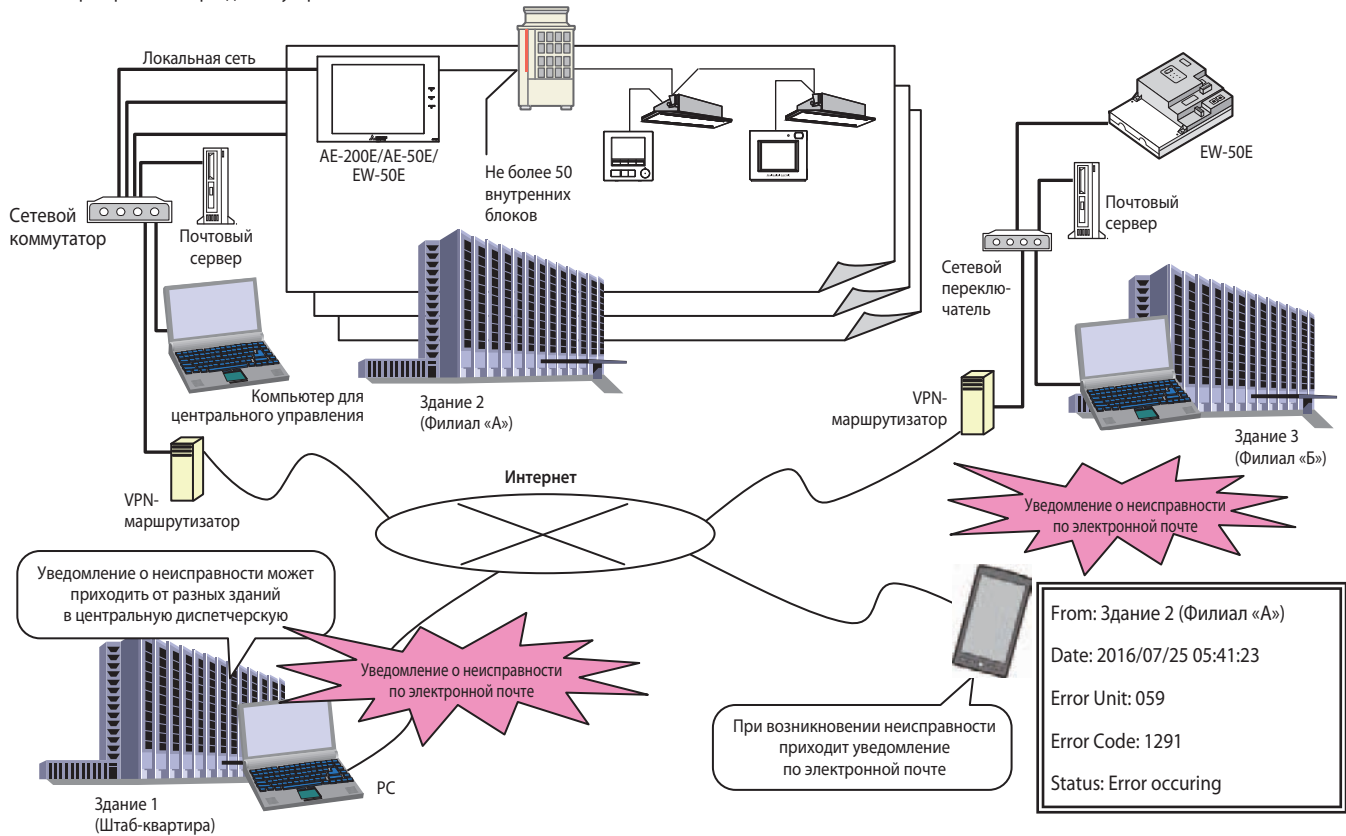 Локальная сеть
AE-200E/AE-50E/
EW-50E
Не более 50
внутренних
блоков
Сетевой
коммутатор
Почтовый
сервер
Компьютер для
центрального управления
Здание 2
(Филиал «А»)
EW-50E
Почтовый
сервер
Сетевой
переклю-
чатель
VPN-
маршрутизатор
Здание 3
(Филиал «Б»)
VPN-
маршрутизатор
Интернет
Уведомление о неисправности
по электронной почте
Уведомление о неисправности может
приходить от разных зданий
в центральную диспетчерскую
Уведомление о неисправности
по электронной почте
PC
Здание 1
(Штаб-квартира)
При возникновении неисправности
приходит уведомление
по электронной почте
From: Здание 2 (Филиал «А»)
Date: 2016/07/25 05:41:23
Error Unit: 059
Error Code: 1291
Status: Error occuring